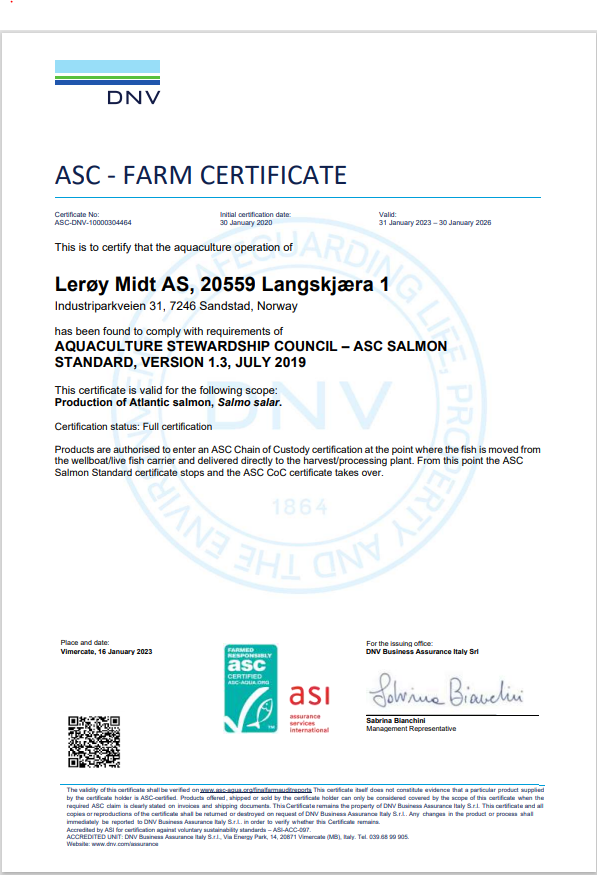 DNV
ASC - FARM CERTIFICATE
Certificate No:
ASC-DNV-10000304464
Initial certification date:
30 January 2020
Valid:
31 January 2023 – 30 January 2026
This is to certify that the aquaculture operation of
Lerøy Midt AS, 20559 Langskjæra 1
Industriparkveien 31, 7246 Sandstad, Norway
has been found to comply with requirements of
AQUACULTURE STEWARDSHIP COUNCIL – ASC SALMON
STANDARD, VERSION 1.3, JULY 2019
This certificate is valid for the following scope:
Production of Atlantic salmon, Salmo salar.
Certification status: Full certification
Products are authorised to enter an ASC Chain of Custody certification at the point where the fish is moved from
the wellboat/live fish carrier and delivered directly to the harvest/processing plant. From this point the ASC
Salmon Standard certificate stops and the ASC CoC certificate takes over.
SAFEGUARDING LIFE, PROPERTY AND THE ENVIRONMENT
DNV
1864
Place and date:
Vimercate, 16 January 2023
FARMED
RESPONSIBLY
asc
CERTIFIED
ASC-AQUA.ORG
TM
asi
assurance
services
international
For the issuing office:
DNV Business Assurance Italy Srl
Sabrina Bianchini
Sabrina Bianchini
Management Representative
The validity of this certificate shall be verified on www.asc-aqua.org/finalfarmauditreports This certificate itself does not constitute evidence that a particular product supplied
by the certificate holder is ASC-certified. Products offered, shipped or sold by the certificate holder can only be considered covered by the scope of this certificate when the
required ASC claim is clearly stated on invoices and shipping documents. This Certificate remains the property of DNV Business Assurance Italy S.r.l. This certificate and all
copies or reproductions of the certificate shall be returned or destroyed on request of DNV Business Assurance Italy S.r.l. Any changes in the product or process shall
immediately be reported to DNV Business Assurance Italy S.r.l. in order to verify whether this Certificate remains.
Accredited by ASI for certification against voluntary sustainability standards – ASI-ACC-097.
ACCREDITED UNIT: DNV Business Assurance Italy S.r.l., Via Energy Park, 14, 20871 Vimercate (MB), Italy. Tel. 039.68 99 905.
Website: www.dnv.com/assurance